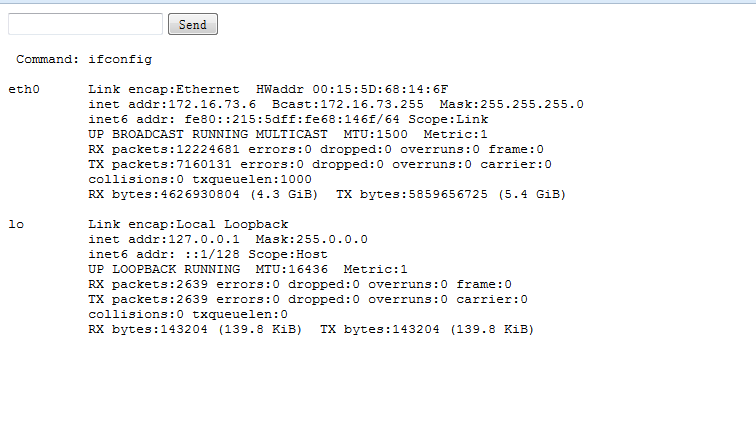 Send
Command: ifconfig
eth0      Link encap:Ethernet  HWaddr 00:15:5D:68:14:6F
          inet addr:172.16.73.6  Bcast:172.16.73.255  Mask:255.255.255.0
          inet6 addr: fe80::215:5dff:fe68:146f/64 Scope:Link
          UP BROADCAST RUNNING MULTICAST  MTU:1500  Metric:1
          RX packets:12224681 errors:0 dropped:0 overruns:0 frame:0
          TX packets:7160131 errors:0 dropped:0 overruns:0 carrier:0
          collisions:0 txqueuelen:1000
          RX bytes:4626930804 (4.3 GiB)  TX bytes:5859656725 (5.4 GiB)
lo        Link encap:Local Loopback
          inet addr:127.0.0.1  Mask:255.0.0.0
          inet6 addr: ::1/128 Scope:Host
          UP LOOPBACK RUNNING  MTU:16436  Metric:1
          RX packets:2639 errors:0 dropped:0 overruns:0 frame:0
          TX packets:2639 errors:0 dropped:0 overruns:0 carrier:0
          collisions:0 txqueuelen:0
          RX bytes:143204 (139.8 KiB)  TX bytes:143204 (139.8 KiB)